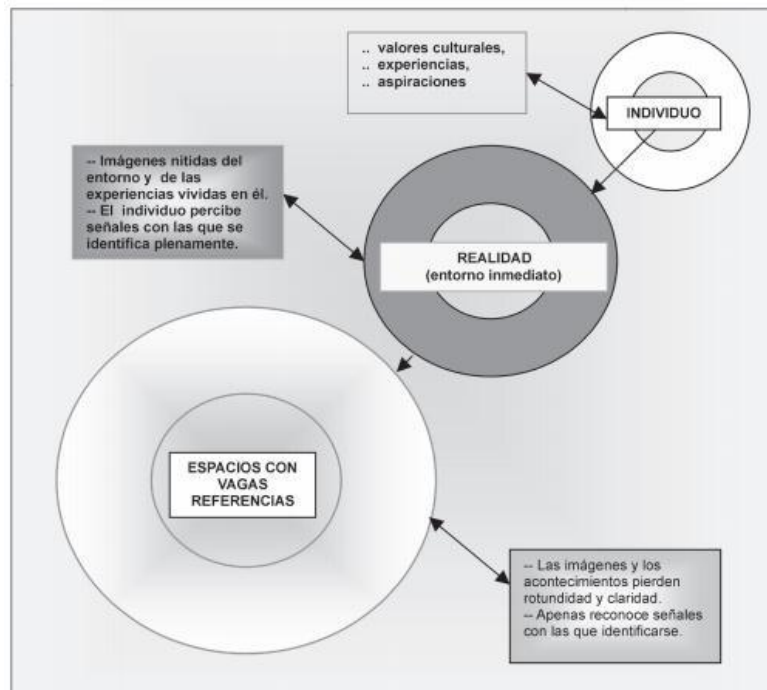 .. valores culturales,
.. experiencias,
.. aspiraciones
INDIVIDUO
-- Imágenes nitidas del
entorno y de las
experiencias vividas en él.
-- El individuo percibe
señales con las que se
identifica plenamente.
REALIDAD
(entorno inmediato)
ESPACIOS CON
VAGAS
REFERENCIAS
-- Las imágenes y los
acontecimientos pierden
rotundidad y claridad.
-- Apenas reconoce señales
con las que identificarse.